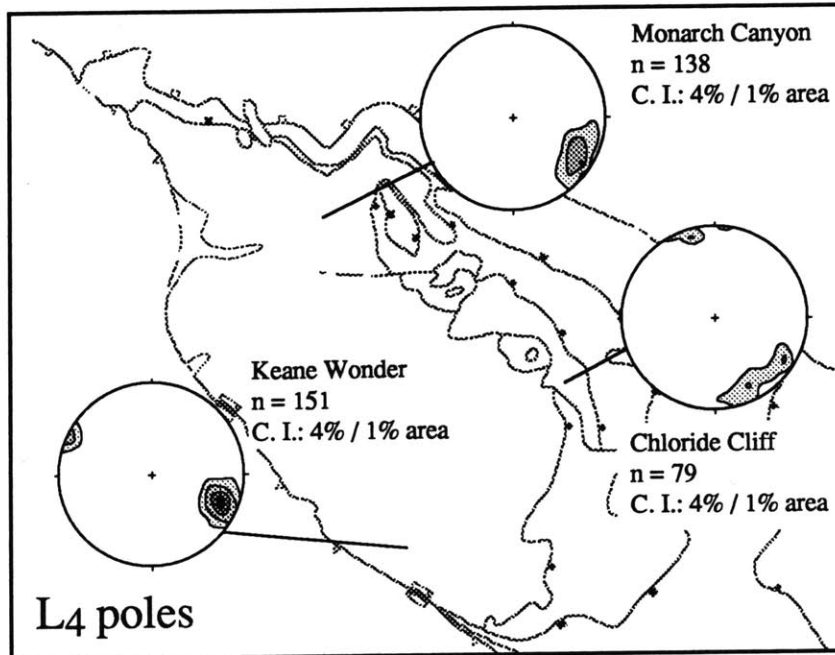 Monarch Canyon
n = 138
C. I.: 4% / 1% area
Keane Wonder
n = 151
C. I.: 4% / 1% area
Chloride Cliff
n = 79
C. I.: 4% / 1% area
L4 poles